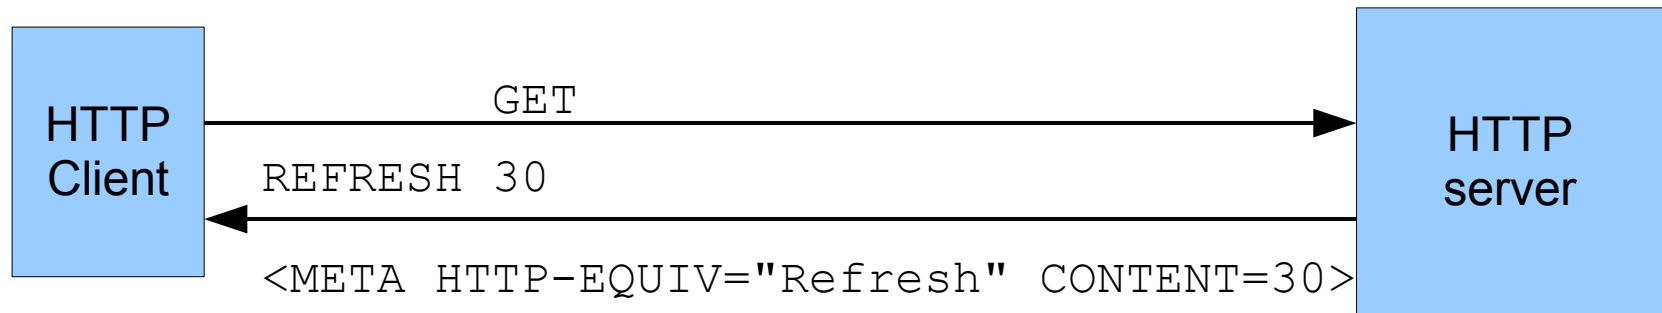 HTTP
Client
GET
REFRESH 30
<META HTTP-EQUIV="Refresh" CONTENT=30>
HTTP
server